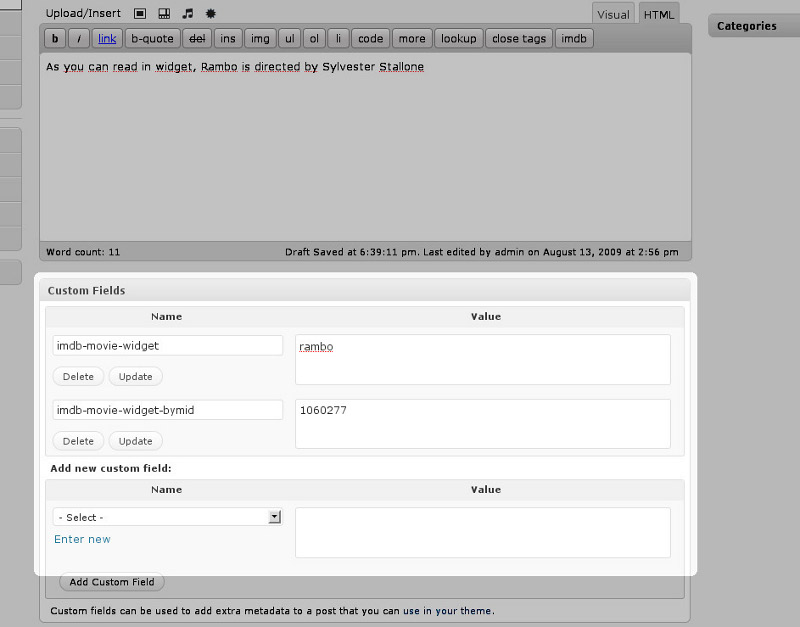 Upload/Insert
Visual HTML
Categories
b i link b-quote del ins img ul ol li code more lookup close tags imdb
As you can read in widget, Rambo is directed by Sylvester Stallone
Word count: 11 Draft Saved at 6:39:11 pm. Last edited by admin on August 13, 2009 at 2:56 pm
Custom Fields
Name Value
imdb-movie-widget rambo
Delete Update
imdb-movie-widget-bymid 1060277
Delete Update
Add new custom field:
Name Value
- Select -
Enter new
Add Custom Field
Custom fields can be used to add extra metadata to a post that you can use in your theme.